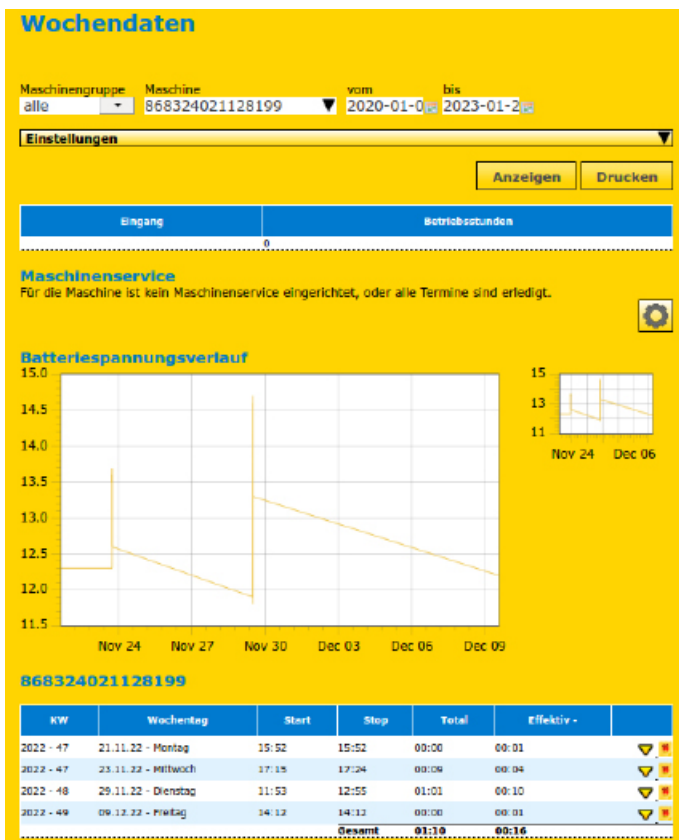 Wochendaten
Maschinengruppe Maschine vom bis
alle 868324021128199 2020-01-0 2023-01-2
Einstellungen
Anzeigen Drucken
Eingang Betriebsstunden
0
Maschinenservice
Für die Maschine ist kein Maschinenservice eingerichtet, oder alle Termine sind erledigt.
Batteriespannungsverlauf
15.0
14.5
14.0
13.5
13.0
12.5
12.0
11.5
Nov 24 Nov 27 Nov 30 Dec 03 Dec 06 Dec 09
15
13
11
Nov 24 Dec 06
868324021128199
KW Wochentag Start Stop Total Effektiv -
2022 - 47 21.11.22 - Montag 15:52 15:52 00:00 00:01
2022 - 47 23.11.22 - Mittwoch 17:15 17:24 00:09 00:04
2022 - 48 29.11.22 - Dienstag 11:53 12:55 01:01 00:10
2022 - 49 09.12.22 - Freitag 14:12 14:12 00:00 00:01
Gesamt 01:10 00:16